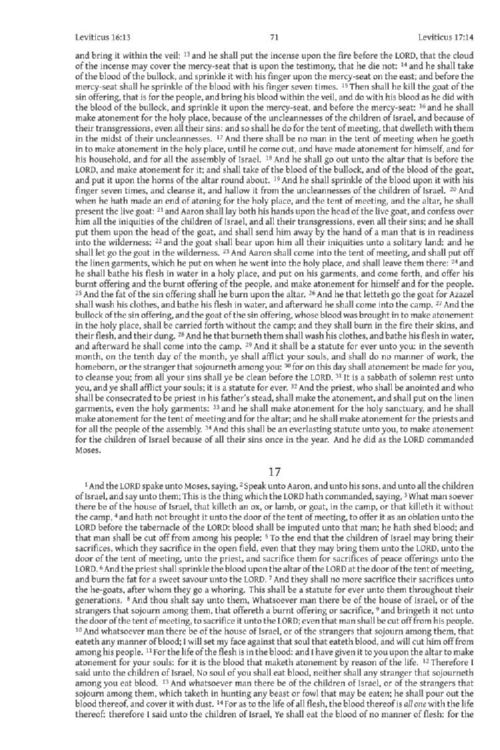 Leviticus 16:13 71 Leviticus 17:14
and bring it within the veil: 13 and he shall put the incense upon the fire before the LORD, that the cloud
of the incense may cover the mercy-seat that is upon the testimony, that he die not: 14 and he shall take
of the blood of the bullock, and sprinkle it with his finger upon the mercy-seat on the east; and before the
mercy-seat shall he sprinkle of the blood with his finger seven times. 15 Then shall he kill the goat of the
sin offering, that is for the people, and bring his blood within the veil, and do with his blood as he did with
the blood of the bullock, and sprinkle it upon the mercy-seat, and before the mercy-seat: 16 and he shall
make atonement for the holy place, because of the uncleannesses of the children of Israel, and because of
their transgressions, even all their sins: and so shall he do for the tent of meeting, that dwelleth with them
in the midst of their uncleannesses. 17 And there shall be no man in the tent of meeting when he goeth
in to make atonement in the holy place, until he come out, and have made atonement for himself, and for
his household, and for all the assembly of Israel. 18 And he shall go out unto the altar that is before the
LORD, and make atonement for it; and shall take of the blood of the bullock, and of the blood of the goat,
and put it upon the horns of the altar round about. 19 And he shall sprinkle of the blood upon it with his
finger seven times, and cleanse it, and hallow it from the uncleannesses of the children of Israel. 20 And
when he hath made an end of atoning for the holy place, and the tent of meeting, and the altar, he shall
present the live goat: 21 and Aaron shall lay both his hands upon the head of the live goat, and confess over
him all the iniquities of the children of Israel, and all their transgressions, even all their sins; and he shall
put them upon the head of the goat, and shall send him away by the hand of a man that is in readiness
into the wilderness: 22 and the goat shall bear upon him all their iniquities unto a solitary land: and he
shall let go the goat in the wilderness. 23 And Aaron shall come into the tent of meeting, and shall put off
the linen garments, which he put on when he went into the holy place, and shall leave them there: 24 and
he shall bathe his flesh in water in a holy place, and put on his garments, and come forth, and offer his
burnt offering and the burnt offering of the people, and make atonement for himself and for the people.
25 And the fat of the sin offering shall he burn upon the altar. 26 And he that letteth go the goat for Azazel
shall wash his clothes, and bathe his flesh in water, and afterward he shall come into the camp. 27 And the
bullock of the sin offering, and the goat of the sin offering, whose blood was brought in to make atonement
in the holy place, shall be carried forth without the camp; and they shall burn in the fire their skins, and
their flesh, and their dung. 28 And he that burneth them shall wash his clothes, and bathe his flesh in water,
and afterward he shall come into the camp. 29 And it shall be a statute for ever unto you: in the seventh
month, on the tenth day of the month, ye shall afflict your souls, and shall do no manner of work, the
homeborn, or the stranger that sojourneth among you: 30 for on this day shall atonement be made for you,
to cleanse you; from all your sins shall ye be clean before the LORD. 31 It is a sabbath of solemn rest unto
you, and ye shall afflict your souls; it is a statute for ever. 32 And the priest, who shall be anointed and who
shall be consecrated to be priest in his father's stead, shall make the atonement, and shall put on the linen
garments, even the holy garments: 33 and he shall make atonement for the holy sanctuary, and he shall
make atonement for the tent of meeting and for the altar; and he shall make atonement for the priests and
for all the people of the assembly. 34 And this shall be an everlasting statute unto you, to make atonement
for the children of Israel because of all their sins once in the year. And he did as the LORD commanded
Moses.
17
1 And the LORD spake unto Moses, saying, 2 Speak unto Aaron, and unto his sons, and unto all the children
of Israel, and say unto them; This is the thing which the LORD hath commanded, saying, 3 What man soever
there be of the house of Israel, that killeth an ox, or lamb, or goat, in the camp, or that killeth it without
the camp, 4 and hath not brought it unto the door of the tent of meeting, to offer it as an oblation unto the
LORD before the tabernacle of the LORD: blood shall be imputed unto that man; he hath shed blood; and
that man shall be cut off from among his people: 5 To the end that the children of Israel may bring their
sacrifices, which they sacrifice in the open field, even that they may bring them unto the LORD, unto the
door of the tent of meeting, unto the priest, and sacrifice them for sacrifices of peace offerings unto the
LORD. 6 And the priest shall sprinkle the blood upon the altar of the LORD at the door of the tent of meeting,
and burn the fat for a sweet savour unto the LORD. 7 And they shall no more sacrifice their sacrifices unto
the he-goats, after whom they go a whoring. This shall be a statute for ever unto them throughout their
generations. 8 And thou shalt say unto them, Whatsoever man there be of the house of Israel, or of the
strangers that sojourn among them, that offereth a burnt offering or sacrifice, 9 and bringeth it not unto
the door of the tent of meeting, to sacrifice it unto the LORD; even that man shall be cut off from his people.
10 And whatsoever man there be of the house of Israel, or of the strangers that sojourn among them, that
eateth any manner of blood; I will set my face against that soul that eateth blood, and will cut him off from
among his people. 11 For the life of the flesh is in the blood: and I have given it to you upon the altar to make
atonement for your souls: for it is the blood that maketh atonement by reason of the life. 12 Therefore I
said unto the children of Israel, No soul of you shall eat blood, neither shall any stranger that sojourneth
among you eat blood. 13 And whatsoever man there be of the children of Israel, or of the strangers that
sojourn among them, which taketh in hunting any beast or fowl that may be eaten; he shall pour out the
blood thereof, and cover it with dust. 14 For as to the life of all flesh, the blood thereof is all one with the life
thereof: therefore I said unto the children of Israel, Ye shall eat the blood of no manner of flesh: for the